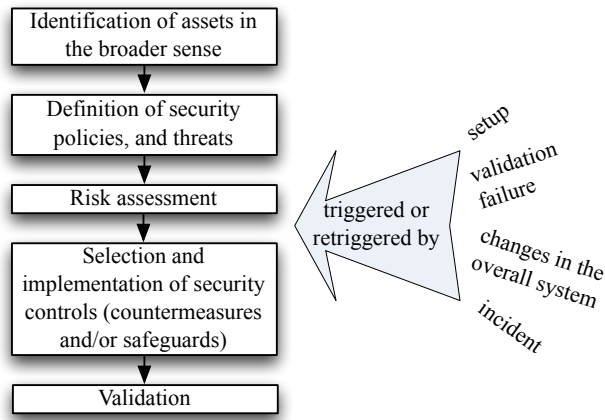 Identification of assets in
the broader sense
Definition of security
policies, and threats
Risk assessment
Selection and
implementation of security
controls (countermeasures
and/or safeguards)
Validation
triggered or
retriggered by
setup
validation
failure
changes in the
overall system
incident